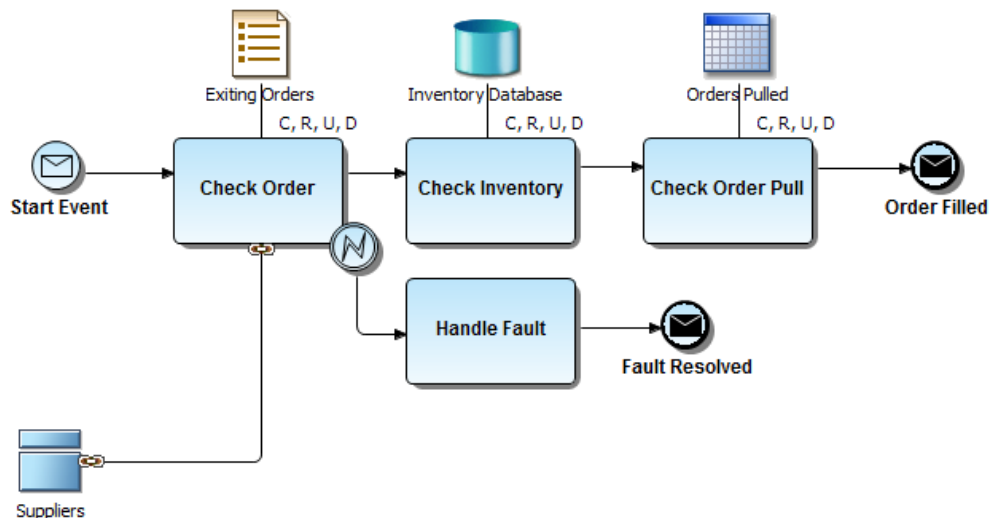 Exiting Orders
Inventory Database
Orders Pulled
C, R, U, D
C, R, U, D
C, R, U, D
Start Event
Check Order
Check Inventory
Check Order Pull
Order Filled
Handle Fault
Fault Resolved
Suppliers